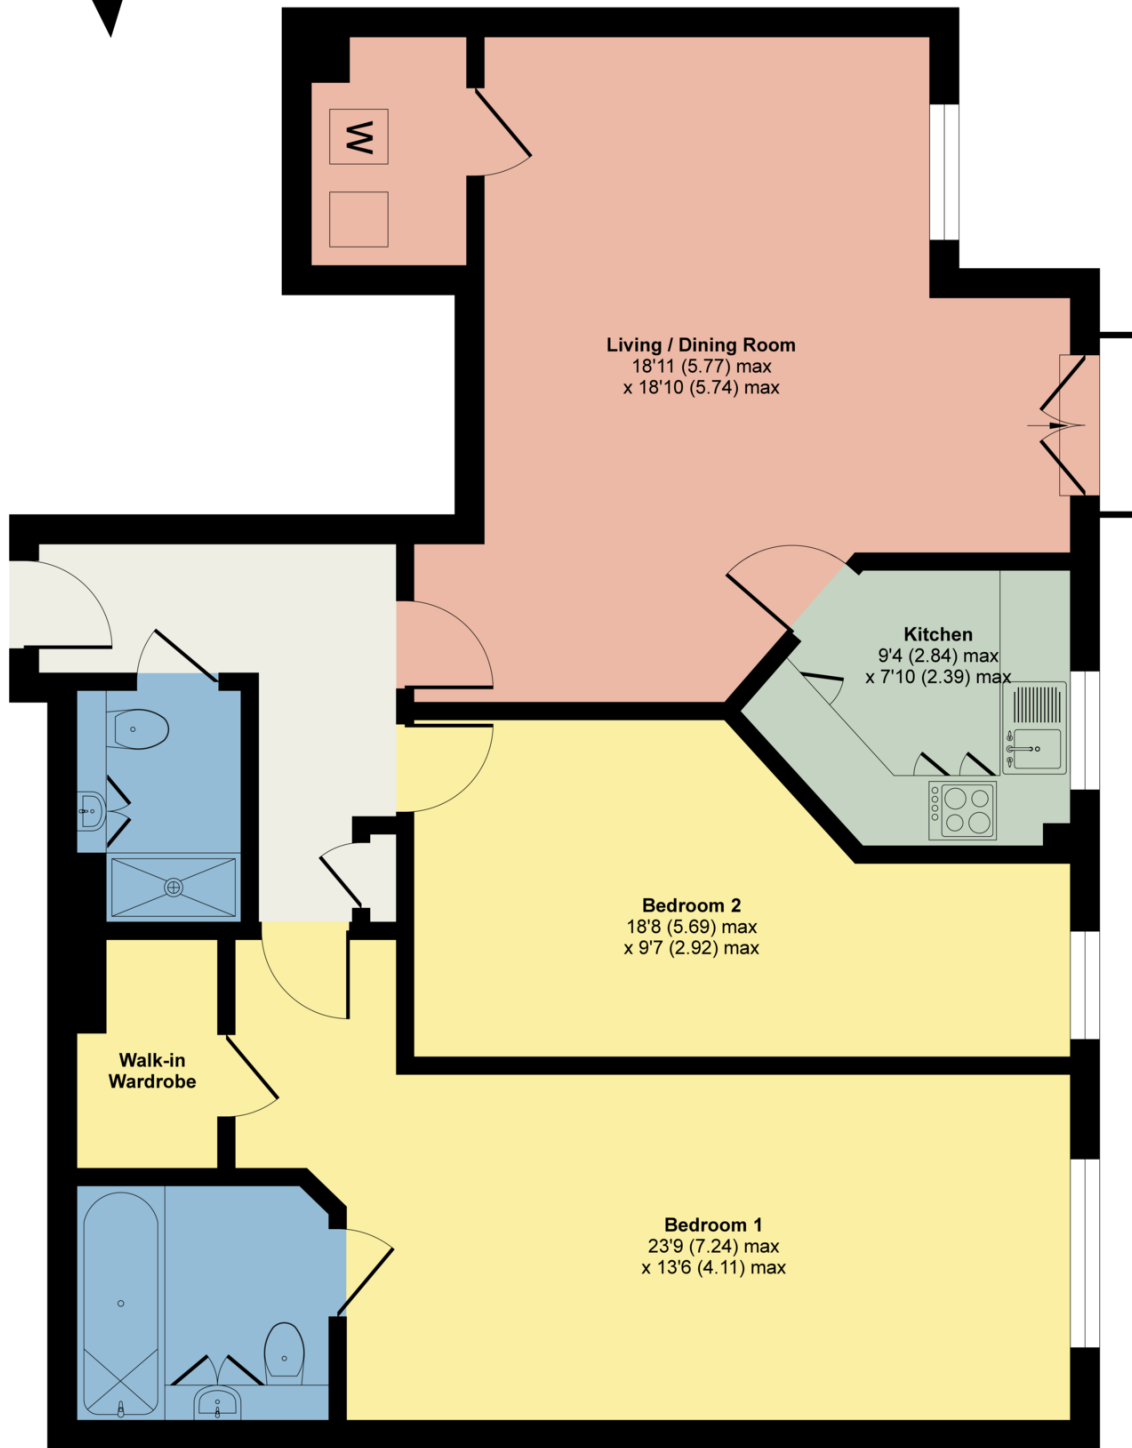 W
Living / Dining Room
18'11 (5.77) max
x 18'10 (5.74) max
Kitchen
9'4 (2.84) max
x 7'10 (2.39) max
Bedroom 2
18'8 (5.69) max
x 9'7 (2.92) max
Walk-in
Wardrobe
Bedroom 1
23'9 (7.24) max
x 13'6 (4.11) max